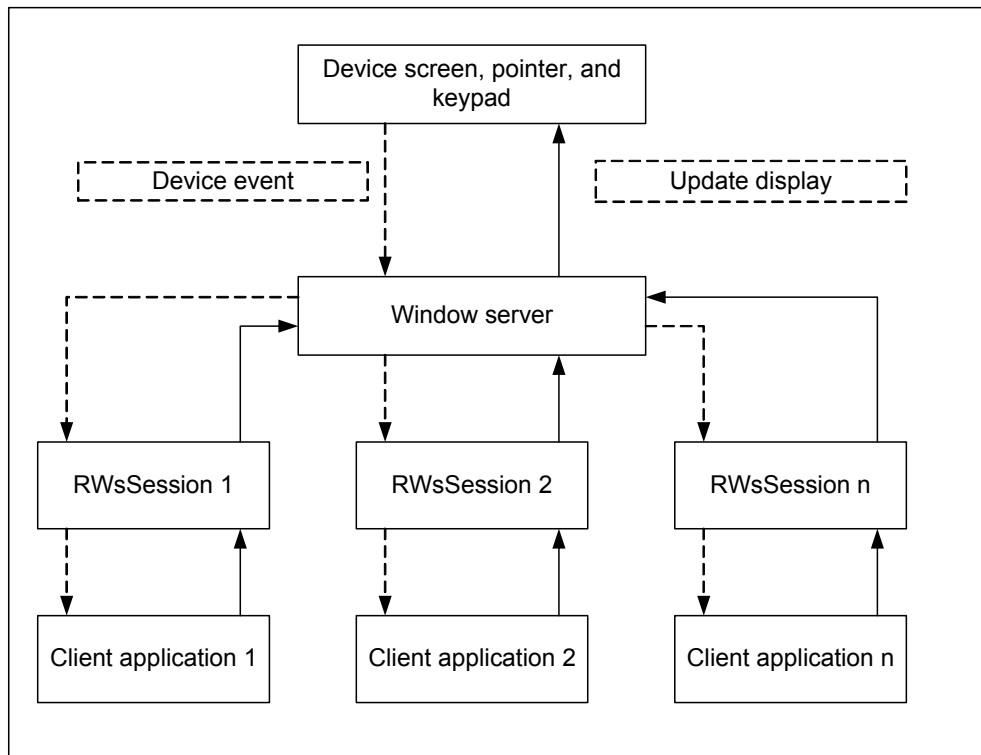 Device screen, pointer, and
keypad
Device event
Update display
Window server
RWsSession 1
RWsSession 2
RWsSession n
Client application 1
Client application 2
Client application n